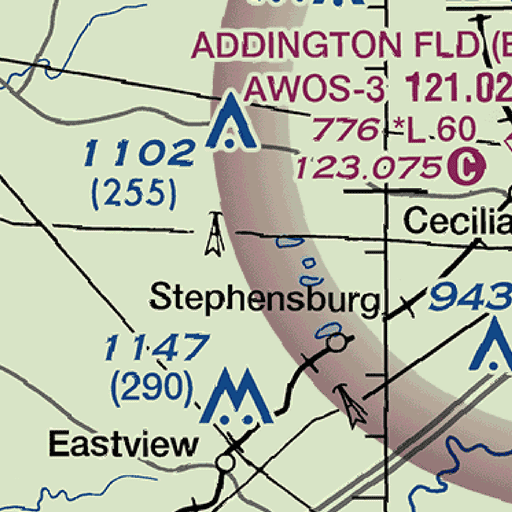 ADDINGTON FLD (E
AWOS-3 121.02
776 *L 60
123.075 C
1102
(255)
Cecilia
Stephensburg
943
1147
(290)
Eastview